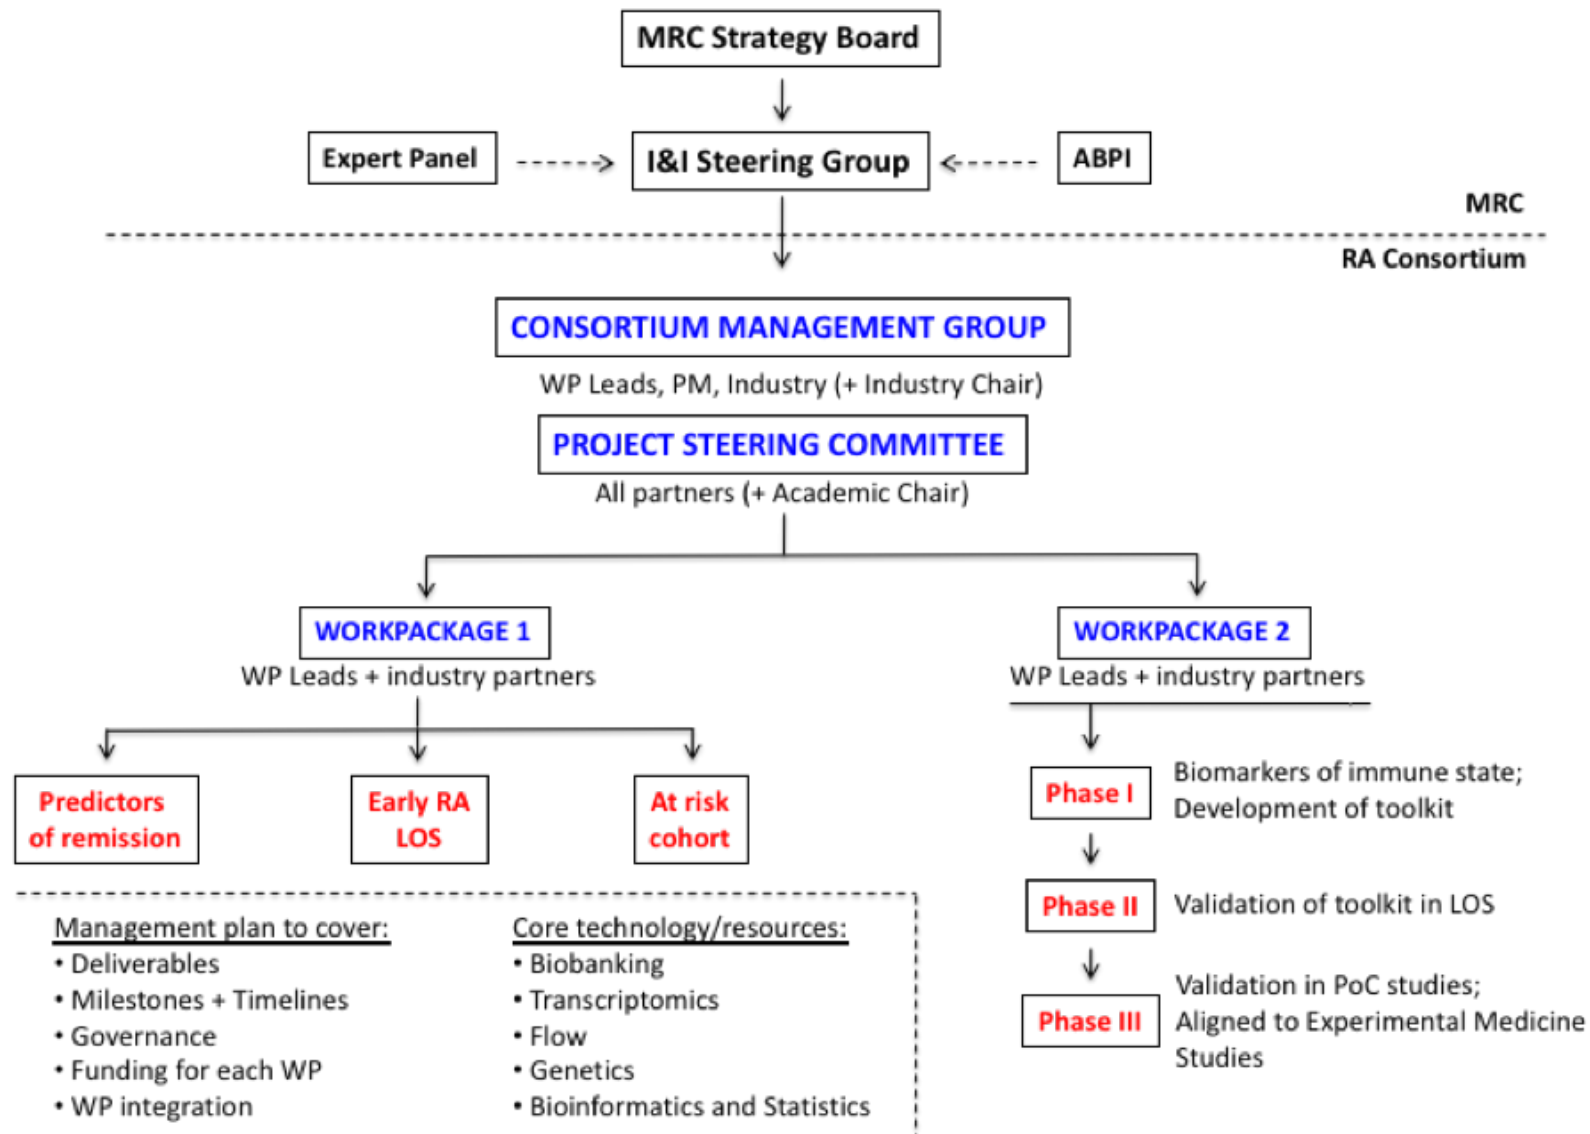 MRC Strategy Board
Expert Panel
I&I Steering Group
ABPI
MRC
RA Consortium
CONSORTIUM MANAGEMENT GROUP
WP Leads, PM, Industry (+ Industry Chair)
PROJECT STEERING COMMITTEE
All partners (+ Academic Chair)
WORKPACKAGE 1
WP Leads + industry partners
Predictors
of remission
Early RA
LOS
At risk
cohort
Management plan to cover:
• Deliverables
• Milestones + Timelines
• Governance
• Funding for each WP
• WP integration
Core technology/resources:
• Biobanking
• Transcriptomics
• Flow
• Genetics
• Bioinformatics and Statistics
WORKPACKAGE 2
WP Leads + industry partners
Phase I
Biomarkers of immune state;
Development of toolkit
Phase II
Validation of toolkit in LOS
Phase III
Validation in PoC studies;
Aligned to Experimental Medicine
Studies